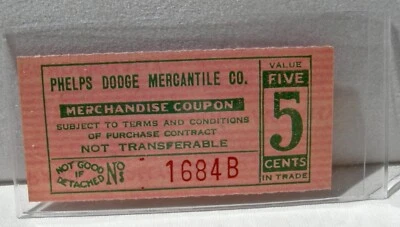 PHELPS DODGE MERCANTILE CO.
MERCHANDISE COUPON
SUBJECT TO TERMS AND CONDITIONS
OF PURCHASE CONTRACT
NOT TRANSFERABLE
NOT GOOD
IF
DETACHED
Nos 1684B
VALUE
FIVE
5
CENTS
IN TRADE